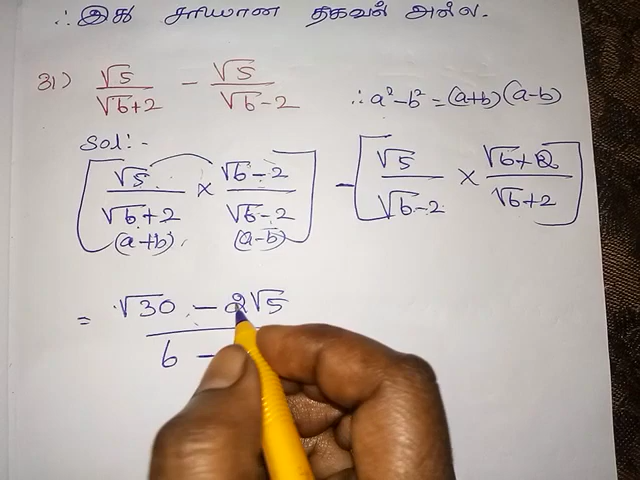 ∴ இது சரியான தகவல் அல்ல.
31) √5/(√6+2) − √5/(√6−2) ∴ a²−b² = (a+b)(a−b)
Sol:-
[√5/(√6+2) × (√6−2)/(√6−2)] − [√5/(√6−2) × (√6+2)/(√6+2)]
(a+b) (a−b)
= √30 − 2√5
6 −